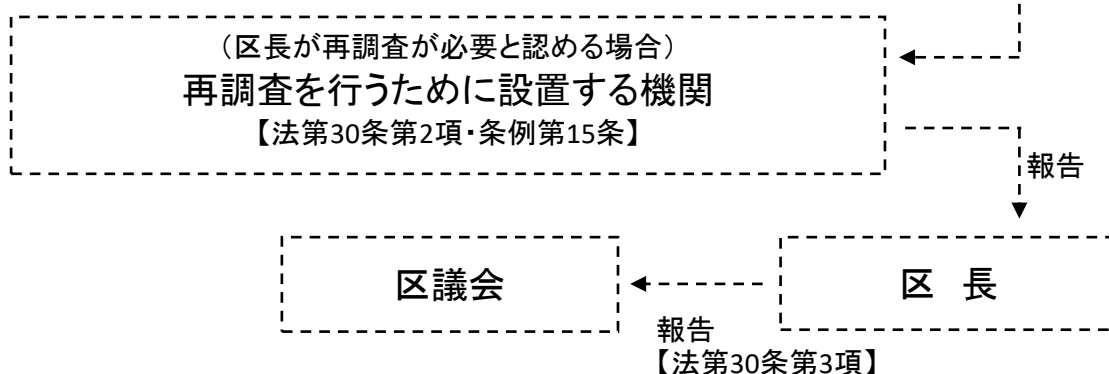 （区長が再調査が必要と認める場合）
再調査を行うために設置する機関
【法第30条第2項・条例第15条】
報告
区議会
区　長
報告
【法第30条第3項】